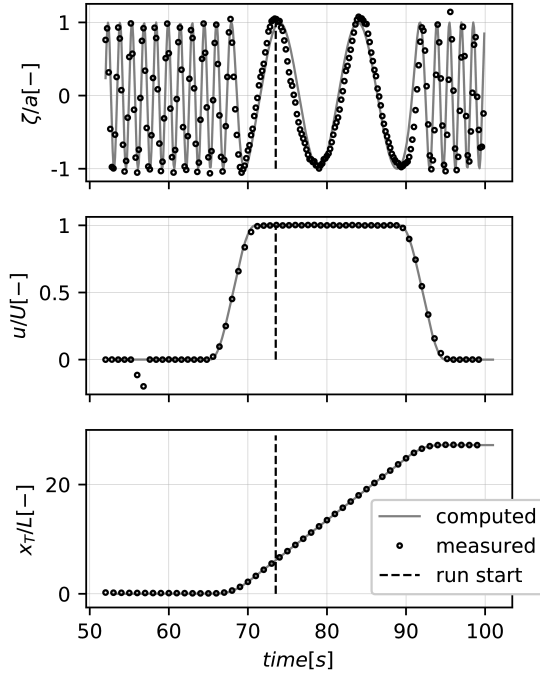 1
0
-1
ζ/a[−]
1
0.5
0
u/U[−]
20
0
x_T/L[−]
computed
measured
run start
50
60
70
80
90
100
time[s]